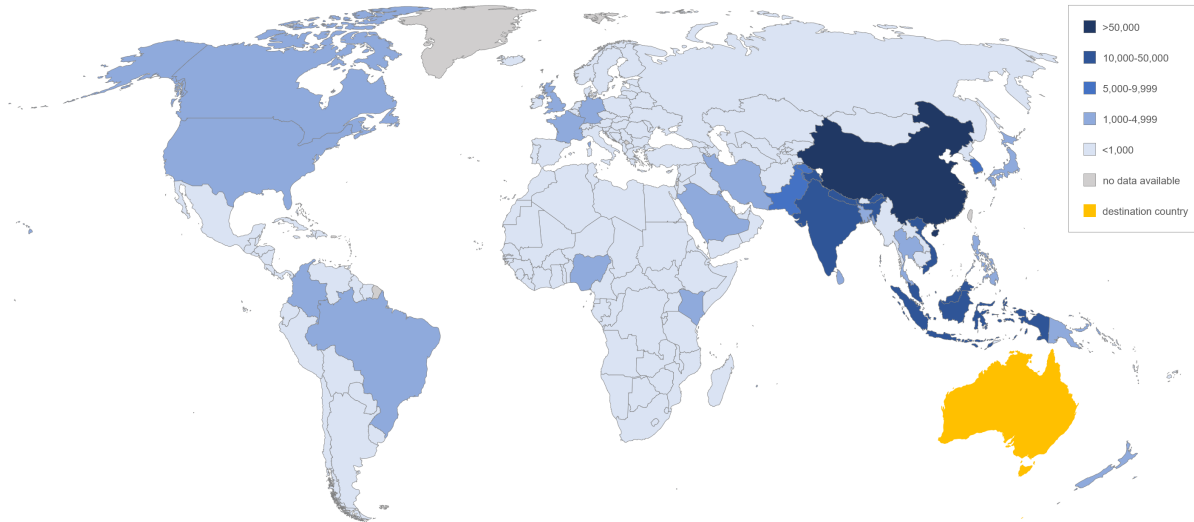 >50,000
10,000-50,000
5,000-9,999
1,000-4,999
<1,000
no data available
destination country